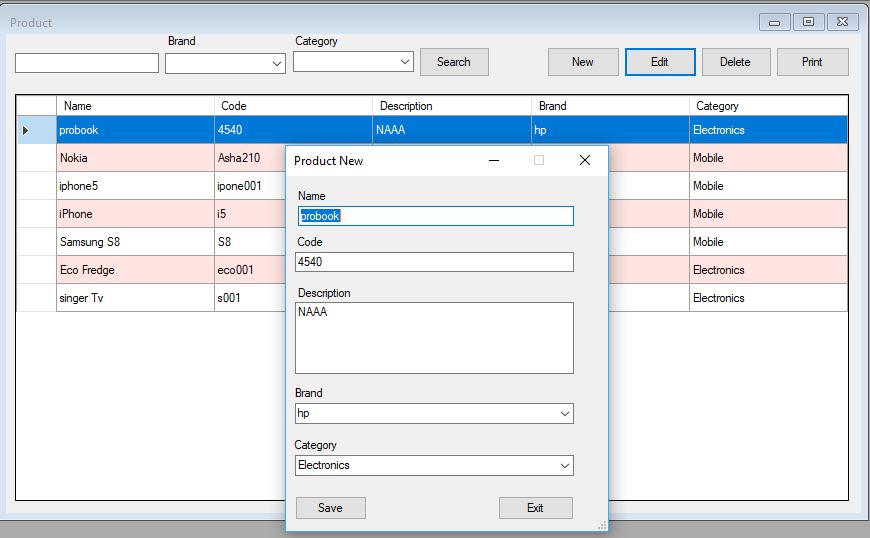 Product
Brand Category
Search New Edit Delete Print
Name Code Description Brand Category
probook 4540 NAAA hp Electronics
Nokia Asha210 Mobile
iphone5 ipone001 Mobile
iPhone i5 Mobile
Samsung S8 S8 Mobile
Eco Fredge eco001 Electronics
singer Tv s001 Electronics
Product New
Name
probook
Code
4540
Description
NAAA
Brand
hp
Category
Electronics
Save Exit